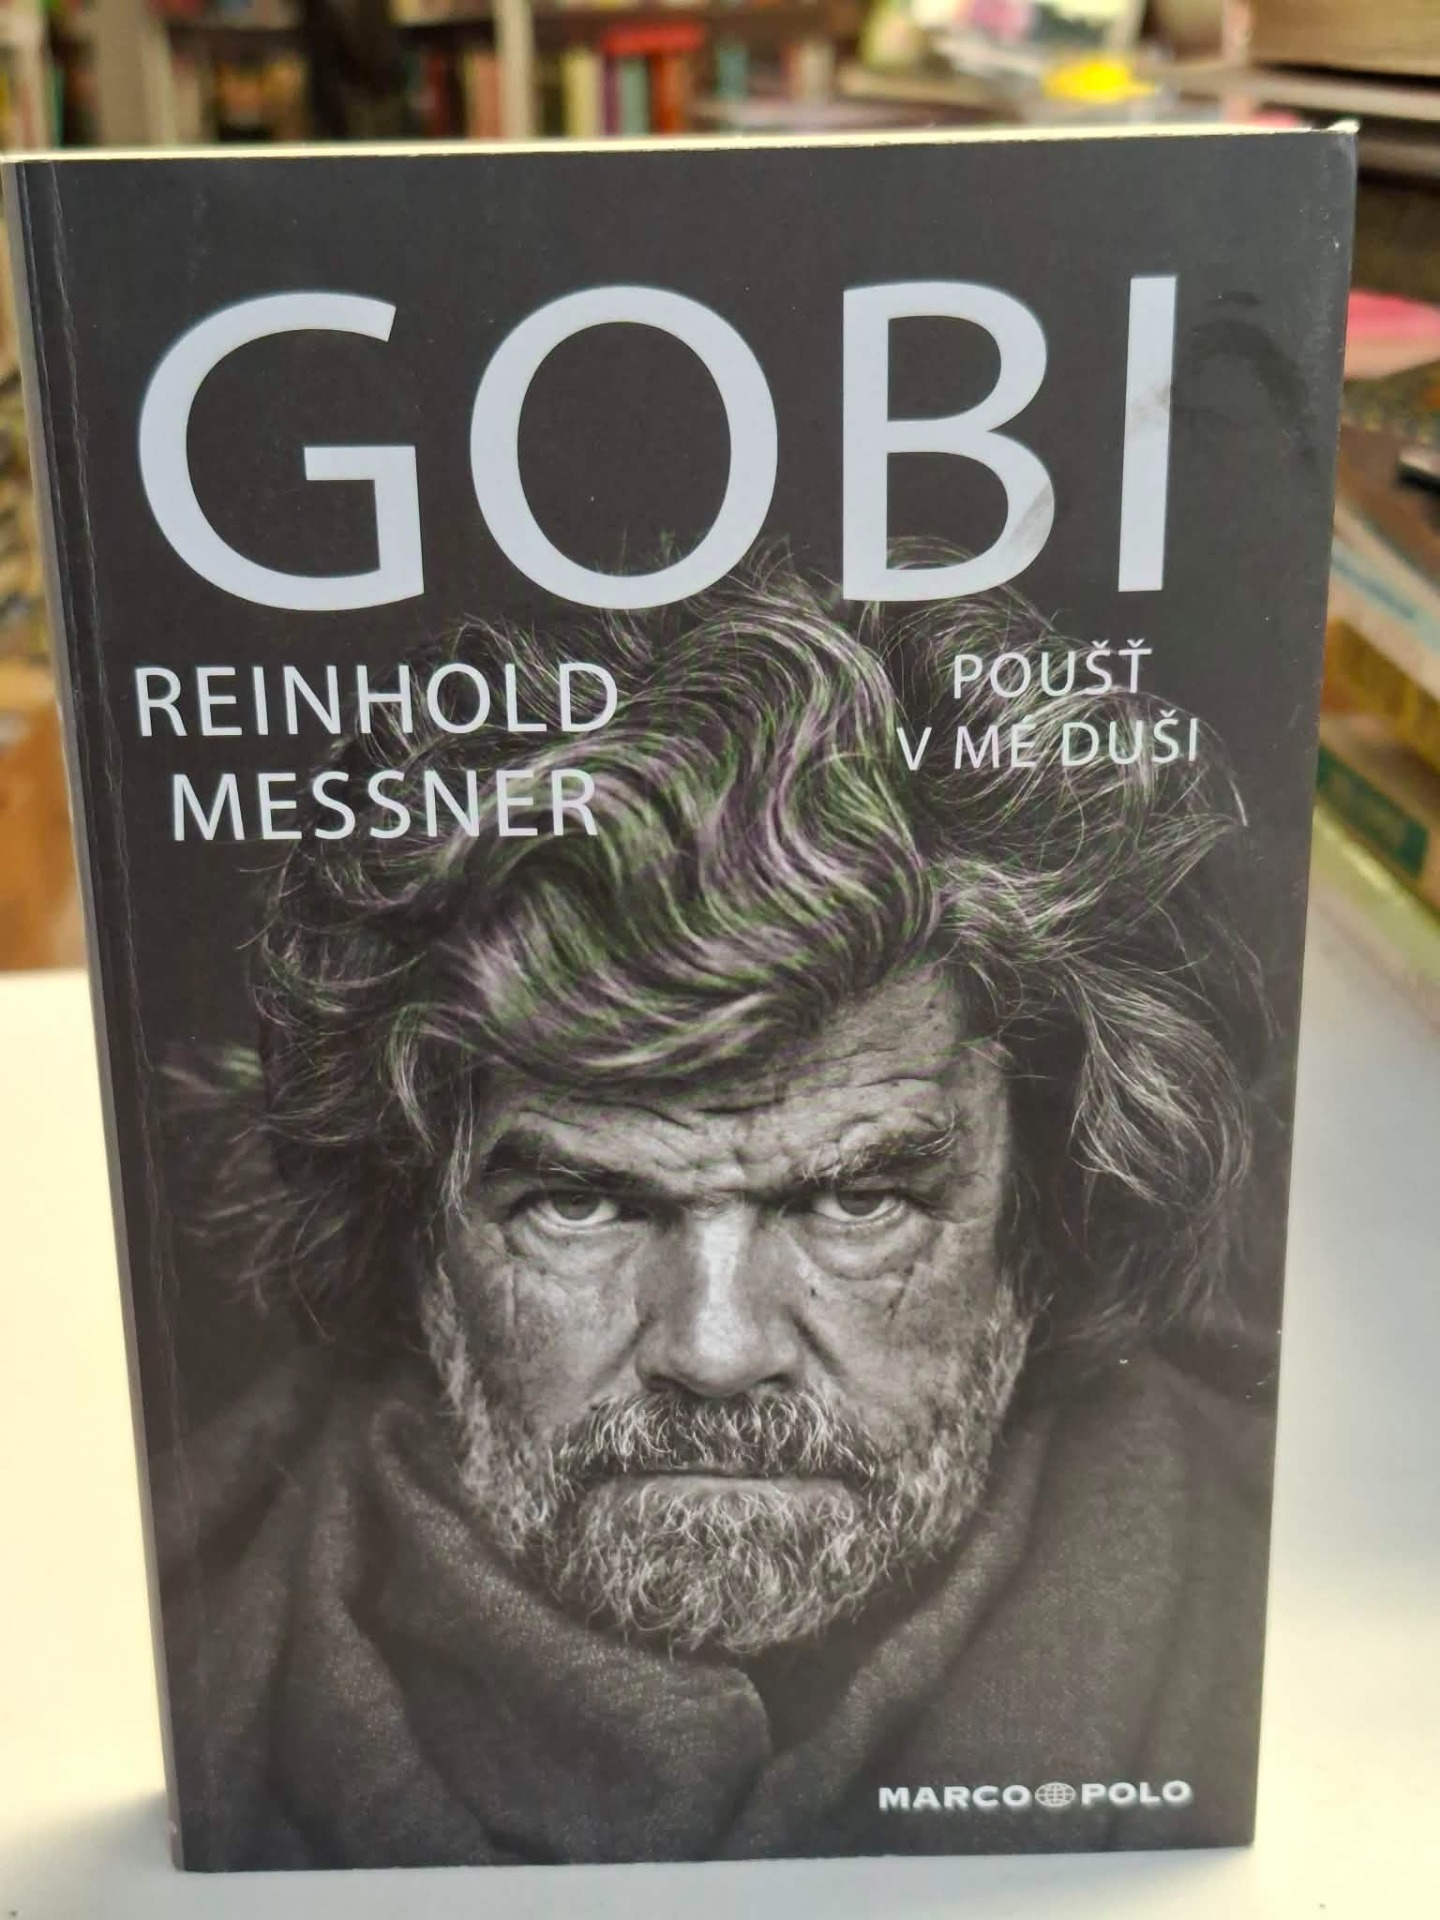 GOBI
REINHOLD
MESSNER
POUŠŤ
V MÉ DUŠI
MARCO POLO